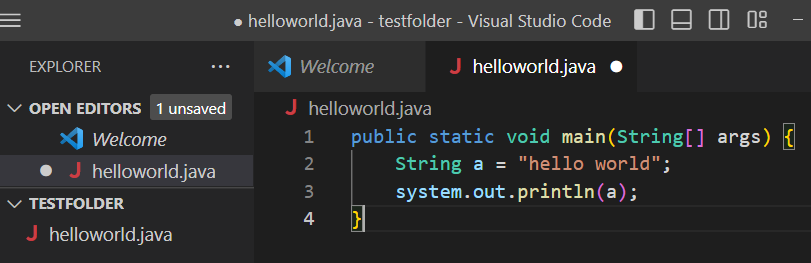 helloworld.java - testfolder - Visual Studio Code
EXPLORER ...
Welcome
helloworld.java
OPEN EDITORS 1 unsaved
Welcome
helloworld.java
TESTFOLDER
helloworld.java
helloworld.java
1 public static void main(String[] args) {
2     String a = "hello world";
3     system.out.println(a);
4 }